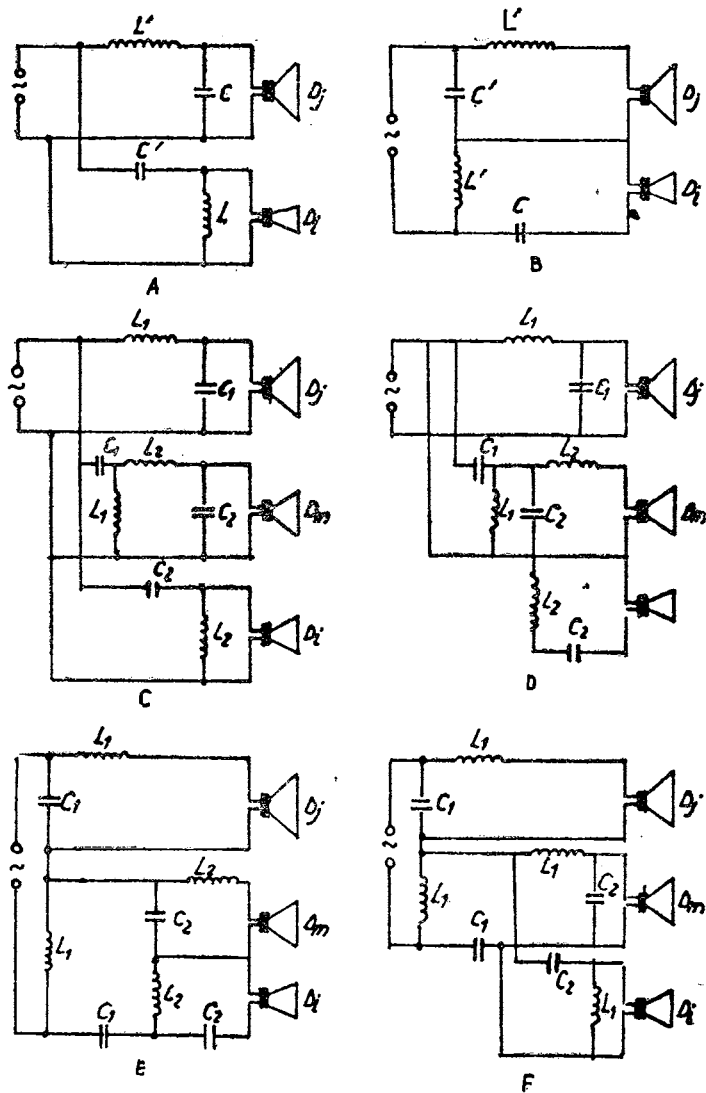 L' L'
C Dj C' Dj
C'
L Di L' C Di
A B
L1 L1
C1 Dj C1 Dj
C1 L2 C1 L2
L1 C2 Dm L1 C2 Dm
C2 L2 Di L2 C2
C D
L1 L1
C1 Dj C1 Dj
L2 L1 C2
C2 Dm L1 C1 Dm
L1 L2 Di C2 L1 Di
C1 C2
E F